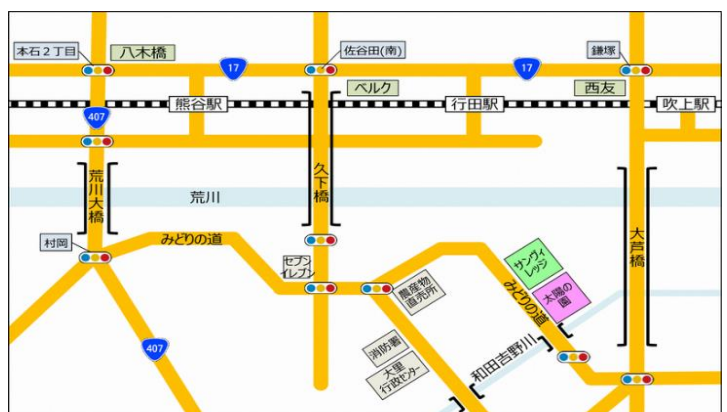 本石2丁目
八木橋
17
佐谷田(南)
17
鎌塚
熊谷駅
ベルク
行田駅
西友
吹上駅
407
荒川大橋
荒川
久下橋
大芦橋
村岡
みどりの道
セブン
イレブン
農産物
直売所
みどりの道
サンヴィ
レッジ
太陽の
園
407
消防署
大里
行政センター
和田吉野川